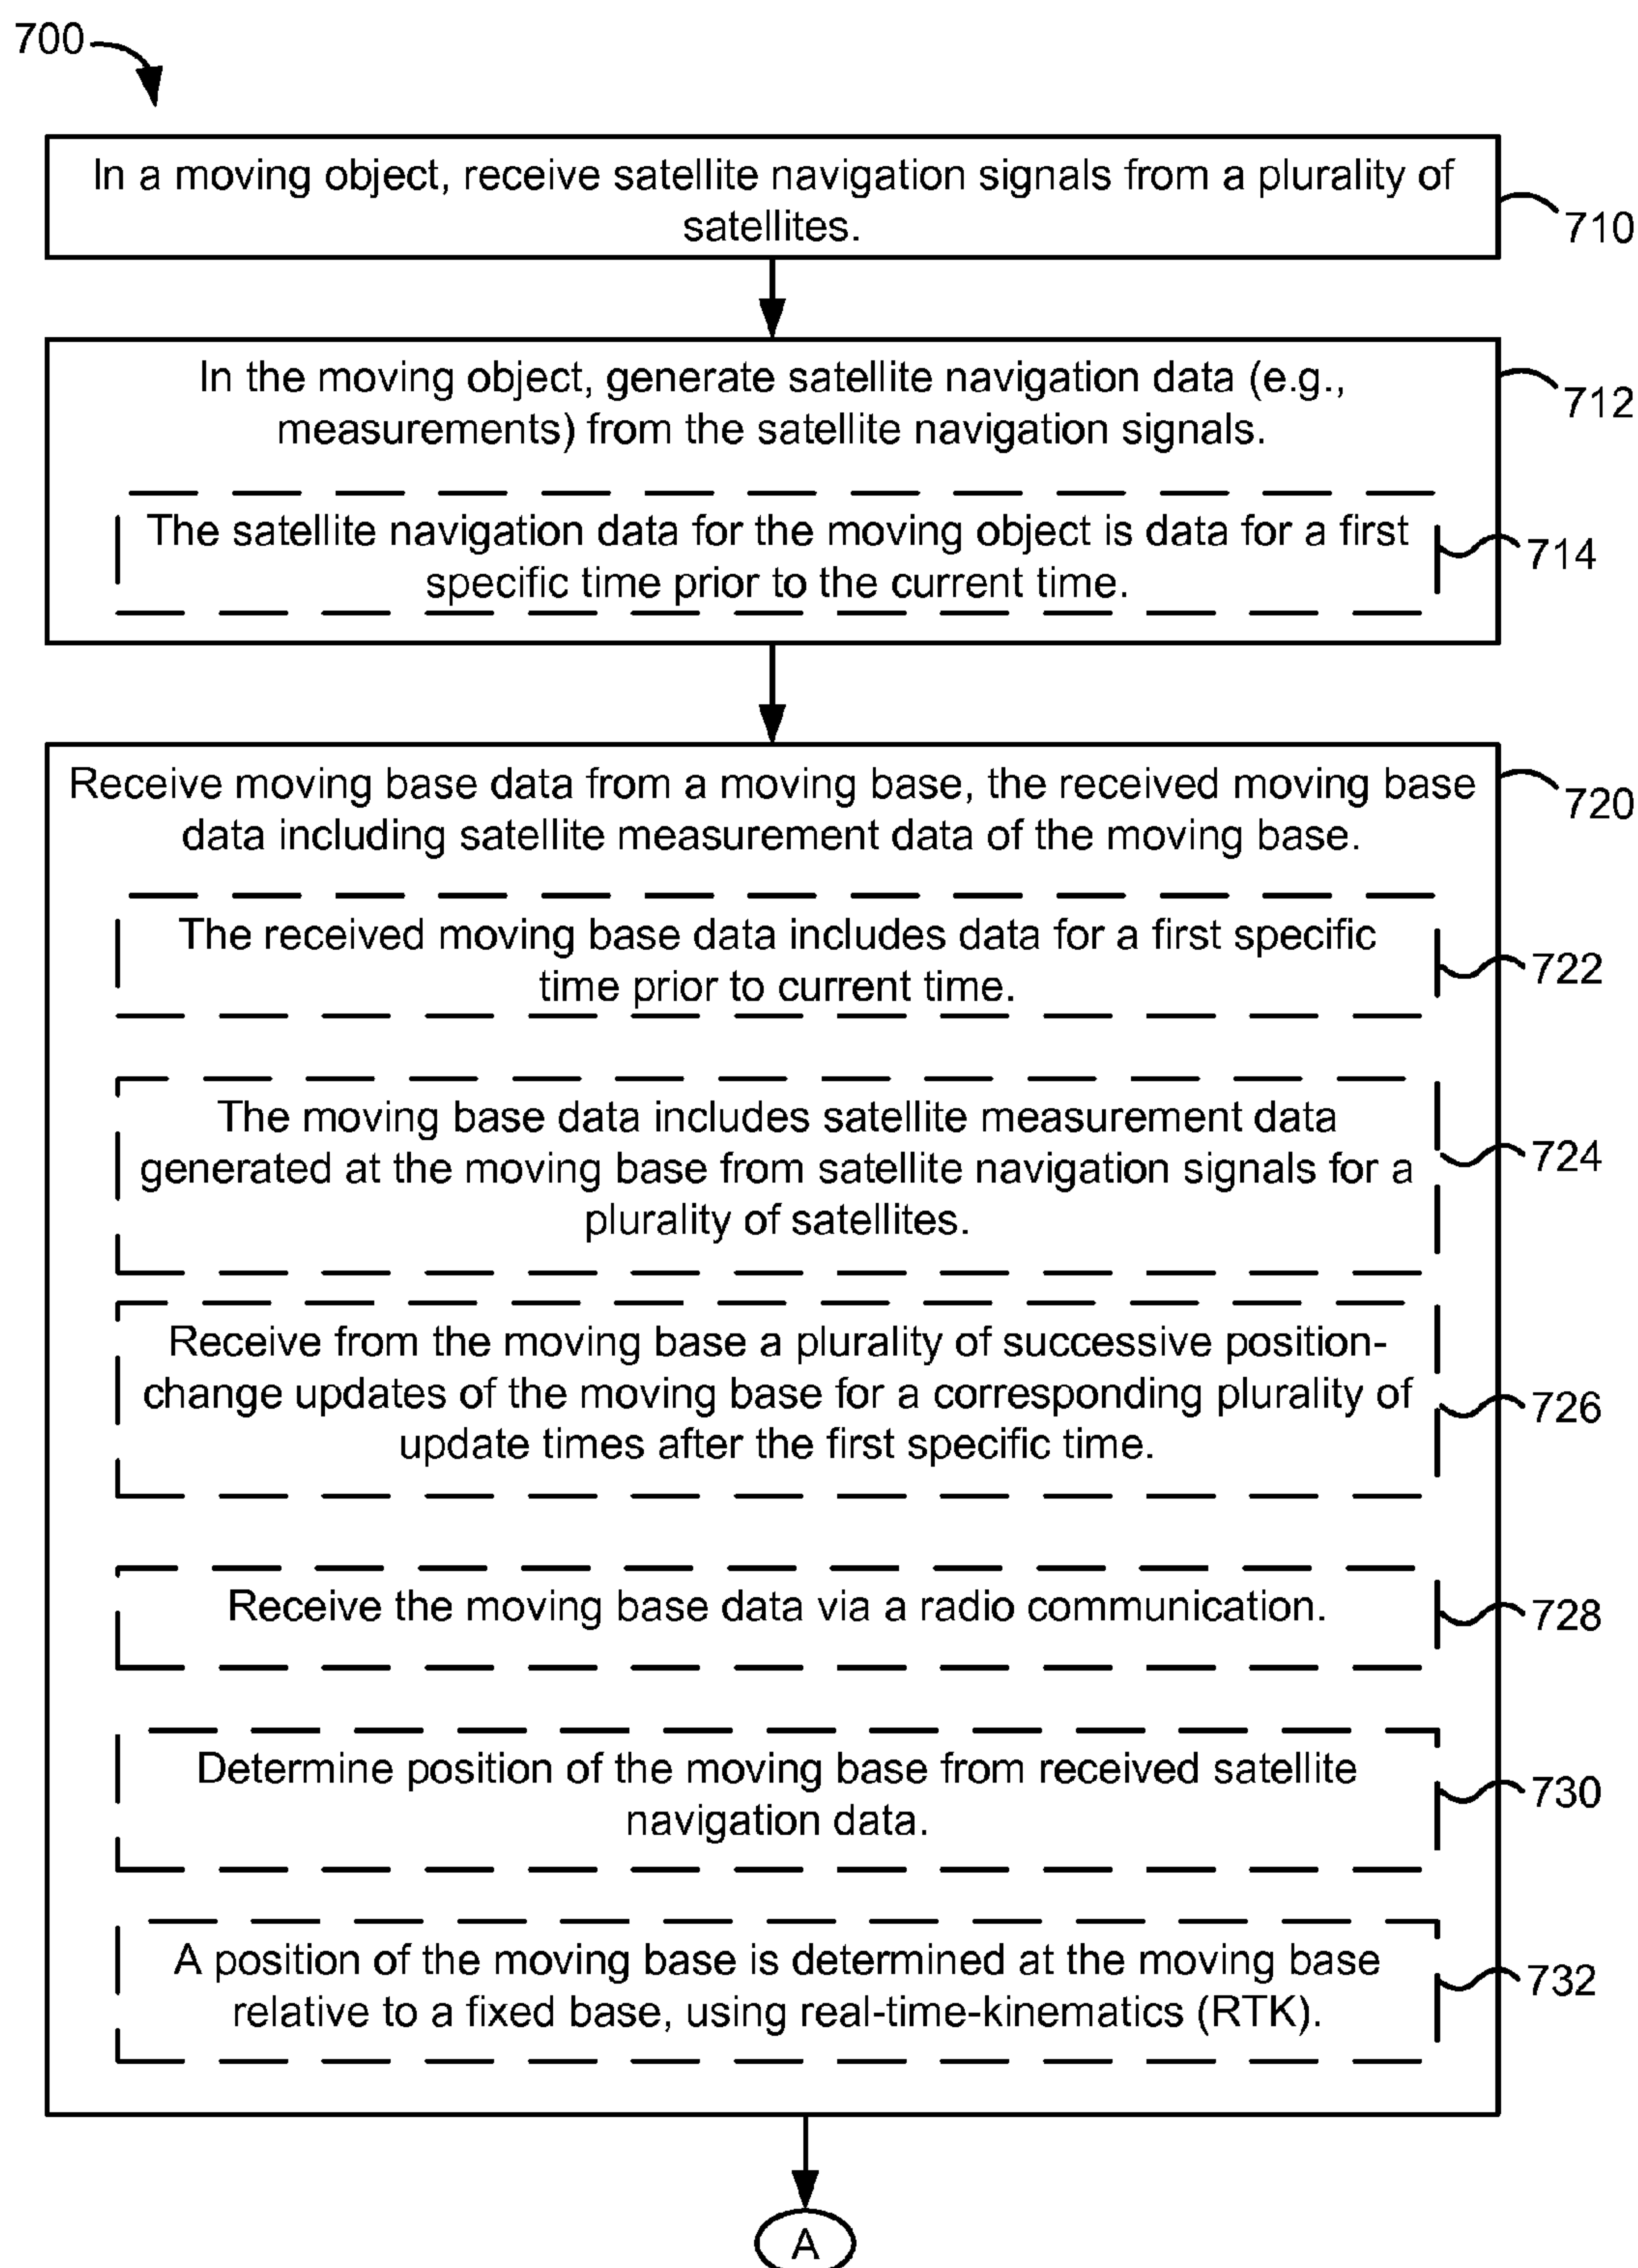 700
In a moving object, receive satellite navigation signals from a plurality of
satellites.
710
In the moving object, generate satellite navigation data (e.g.,
measurements) from the satellite navigation signals.
712
The satellite navigation data for the moving object is data for a first
specific time prior to the current time.
714
Receive moving base data from a moving base, the received moving base
data including satellite measurement data of the moving base.
720
The received moving base data includes data for a first specific
time prior to current time.
722
The moving base data includes satellite measurement data
generated at the moving base from satellite navigation signals for a
plurality of satellites.
724
Receive from the moving base a plurality of successive position-
change updates of the moving base for a corresponding plurality of
update times after the first specific time.
726
Receive the moving base data via a radio communication.
728
Determine position of the moving base from received satellite
navigation data.
730
A position of the moving base is determined at the moving base
relative to a fixed base, using real-time-kinematics (RTK).
732
A